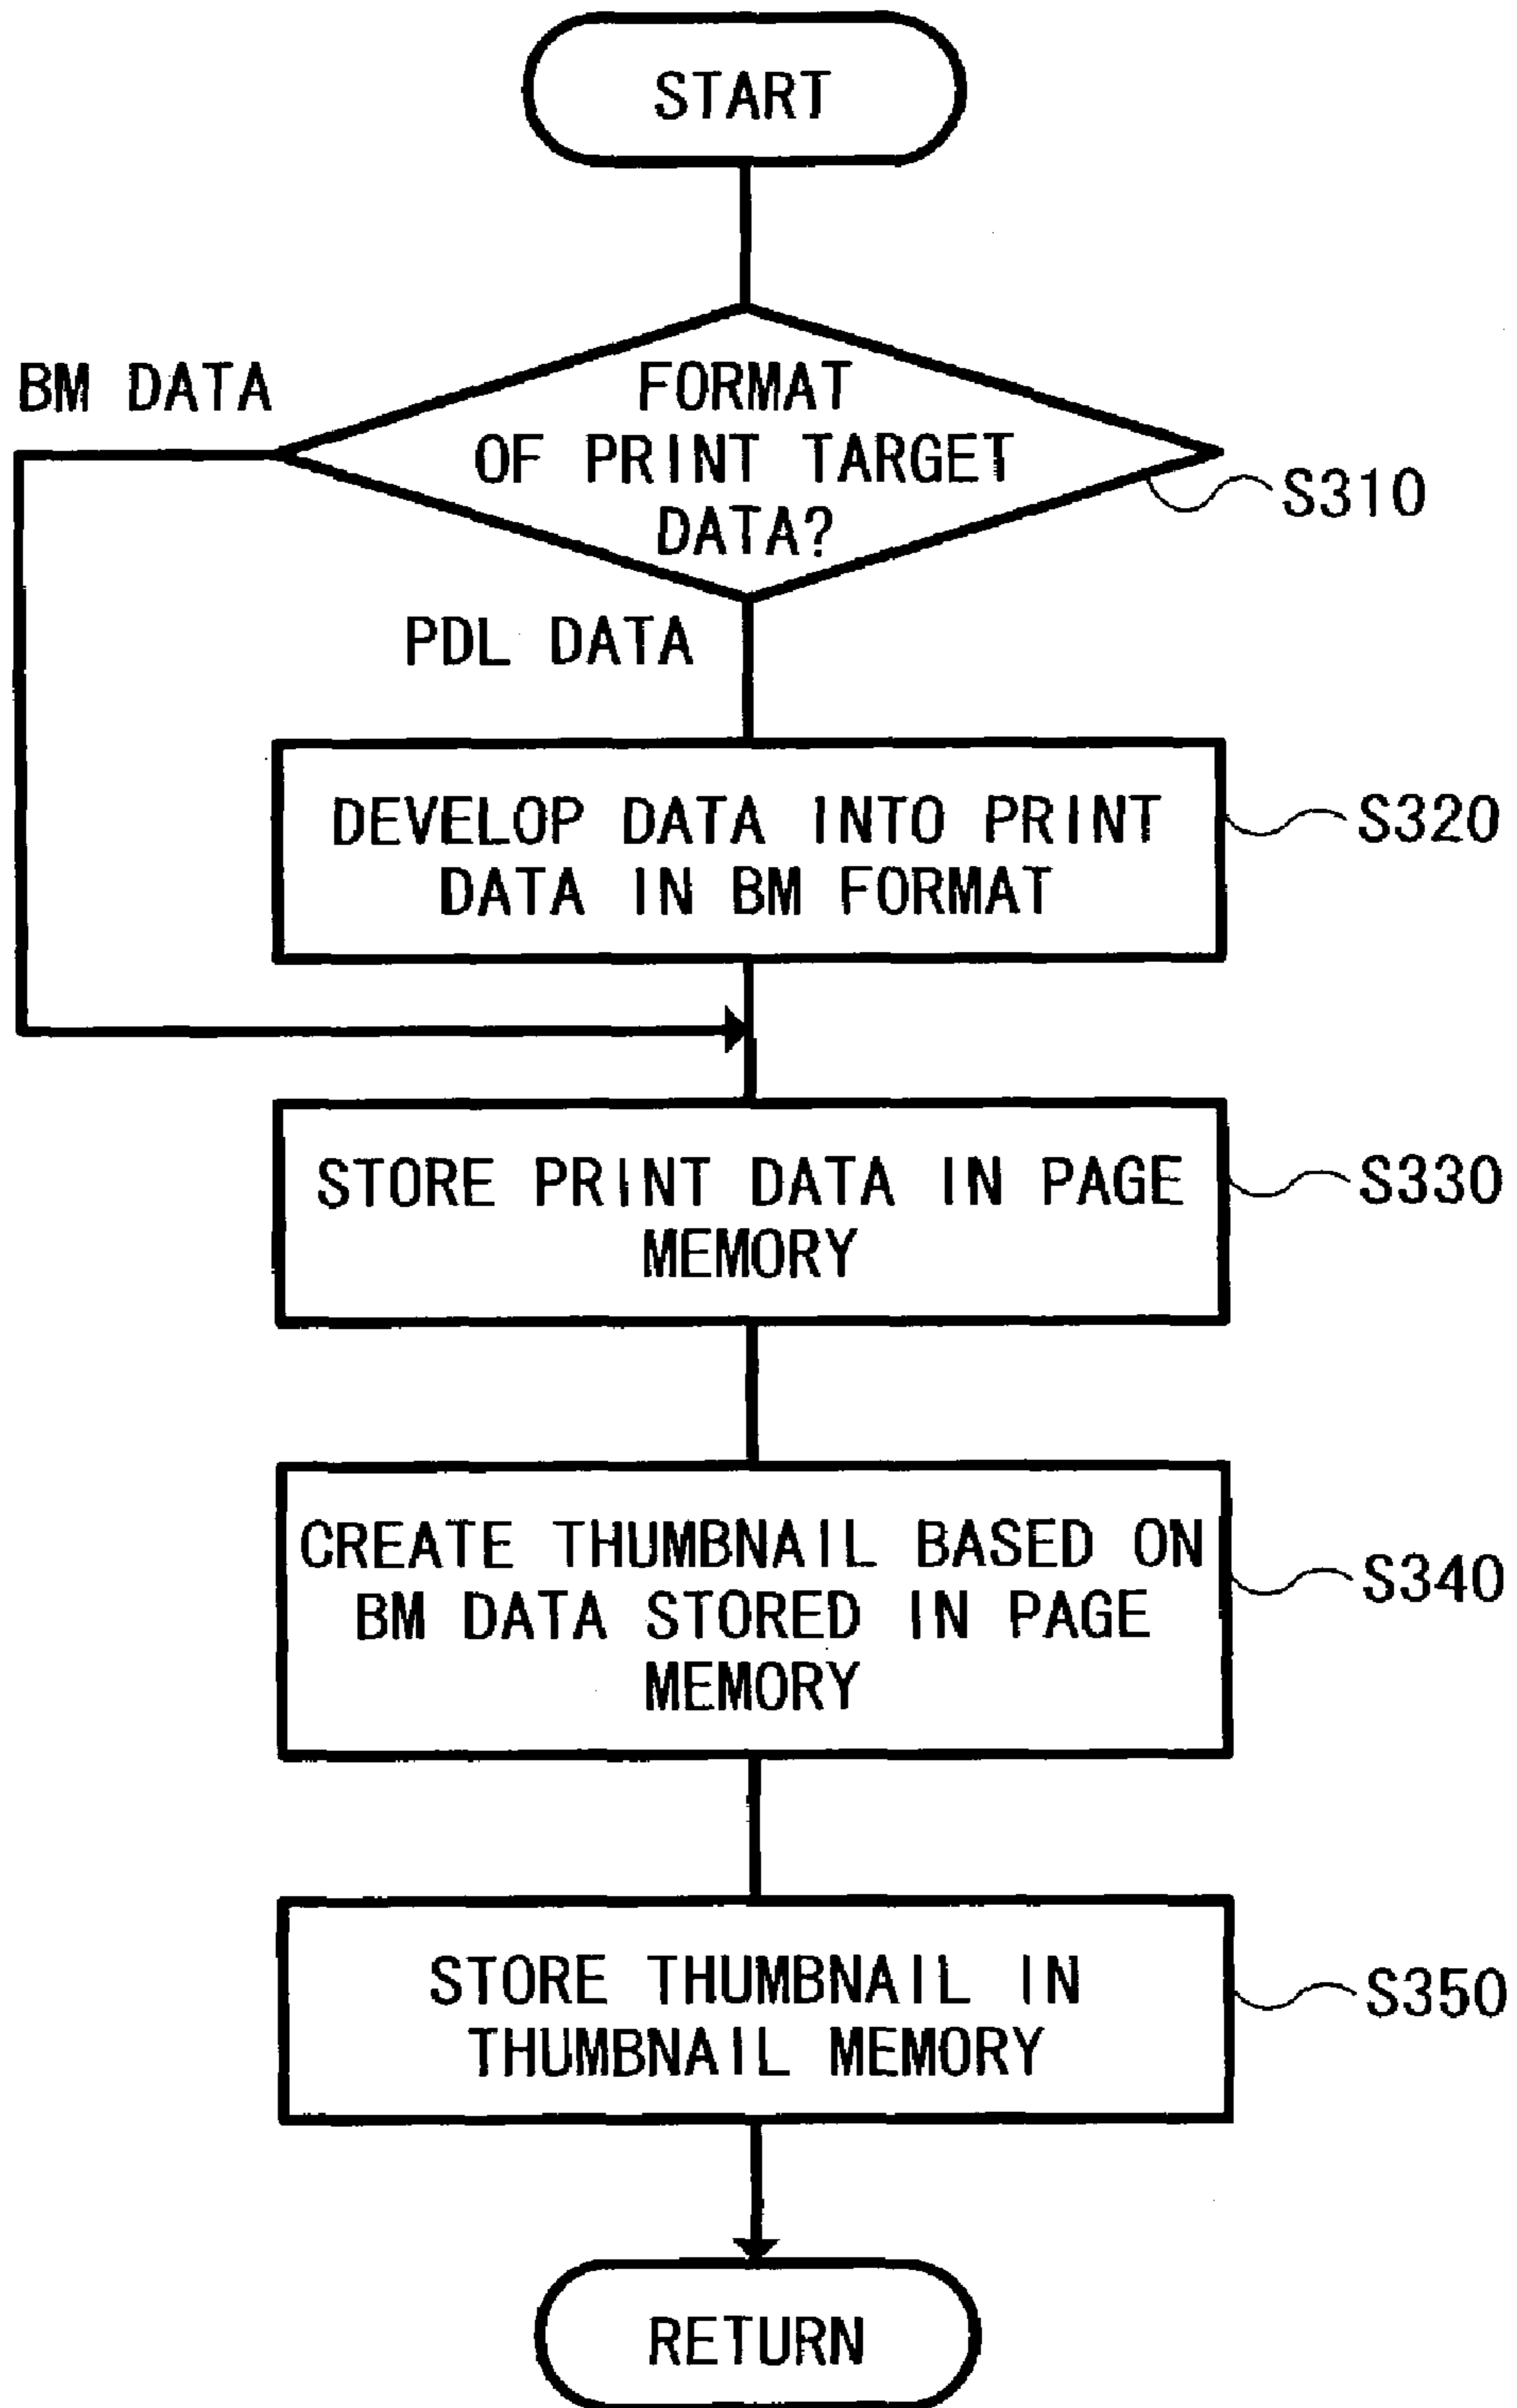 START
BM DATA
FORMAT
OF PRINT TARGET
DATA?
S310
PDL DATA
DEVELOP DATA INTO PRINT
DATA IN BM FORMAT
S320
STORE PRINT DATA IN PAGE
MEMORY
S330
CREATE THUMBNAIL BASED ON
BM DATA STORED IN PAGE
MEMORY
S340
STORE THUMBNAIL IN
THUMBNAIL MEMORY
S350
RETURN